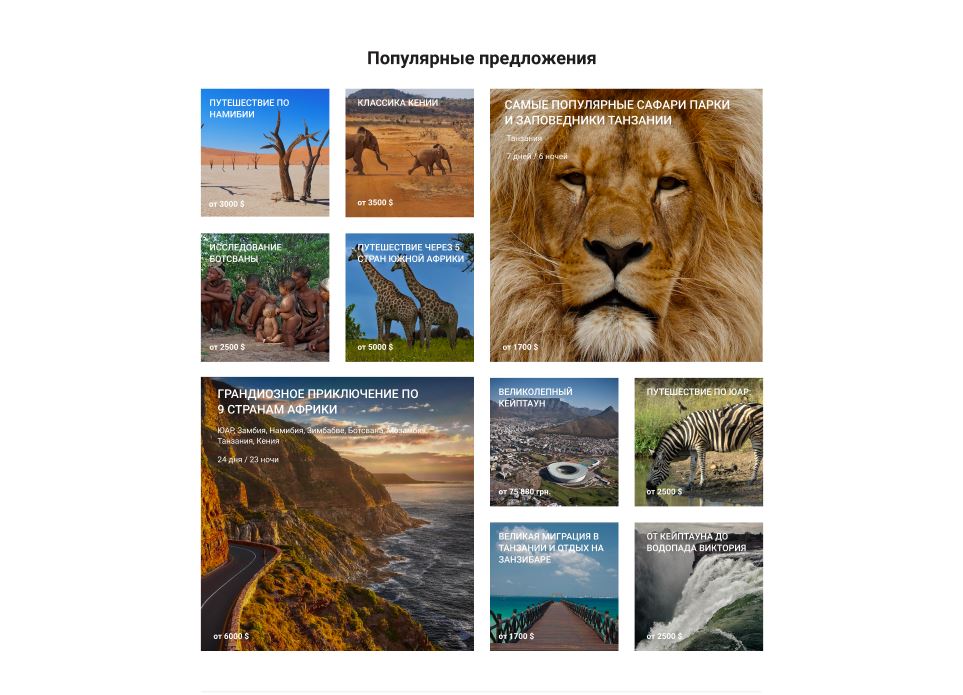 Популярные предложения
ПУТЕШЕСТВИЕ ПО
НАМИБИИ
от 3000 $
КЛАССИКА КЕНИИ
от 3500 $
САМЫЕ ПОПУЛЯРНЫЕ САФАРИ ПАРКИ
И ЗАПОВЕДНИКИ ТАНЗАНИИ
Танзания
7 дней / 6 ночей
от 1700 $
ИССЛЕДОВАНИЕ
БОТСВАНЫ
от 2500 $
ПУТЕШЕСТВИЕ ЧЕРЕЗ 5
СТРАН ЮЖНОЙ АФРИКИ
от 5000 $
ГРАНДИОЗНОЕ ПРИКЛЮЧЕНИЕ ПО
9 СТРАНАМ АФРИКИ
ЮАР, Замбия, Намибия, Зимбабве, Ботсвана, Мозамбик,
Танзания, Кения
24 дня / 23 ночи
от 6000 $
ВЕЛИКОЛЕПНЫЙ
КЕЙПТАУН
от 75 880 грн.
ПУТЕШЕСТВИЕ ПО ЮАР
от 2500 $
ВЕЛИКАЯ МИГРАЦИЯ В
ТАНЗАНИИ И ОТДЫХ НА
ЗАНЗИБАРЕ
от 1700 $
ОТ КЕЙПТАУНА ДО
ВОДОПАДА ВИКТОРИЯ
от 2500 $